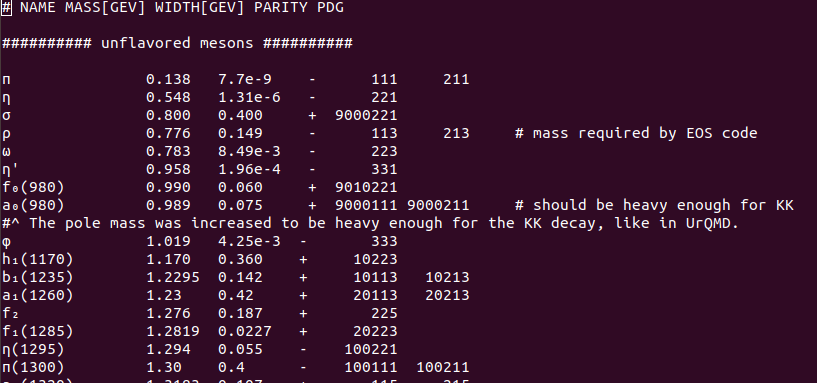 # NAME MASS[GEV] WIDTH[GEV] PARITY PDG
########## unflavored mesons ##########
π 0.138 7.7e-9 - 111 211
η 0.548 1.31e-6 - 221
σ 0.800 0.400 + 9000221
ρ 0.776 0.149 - 113 213 # mass required by EOS code
ω 0.783 8.49e-3 - 223
η' 0.958 1.96e-4 - 331
f₀(980) 0.990 0.060 + 9010221
a₀(980) 0.989 0.075 + 9000111 9000211 # should be heavy enough for KK
#^ The pole mass was increased to be heavy enough for the KK decay, like in UrQMD.
φ 1.019 4.25e-3 - 333
h₁(1170) 1.170 0.360 + 10223
b₁(1235) 1.2295 0.142 + 10113 10213
a₁(1260) 1.23 0.42 + 20113 20213
f₂ 1.276 0.187 + 225
f₁(1285) 1.2819 0.0227 + 20223
η(1295) 1.294 0.055 - 100221
π(1300) 1.30 0.4 - 100111 100211